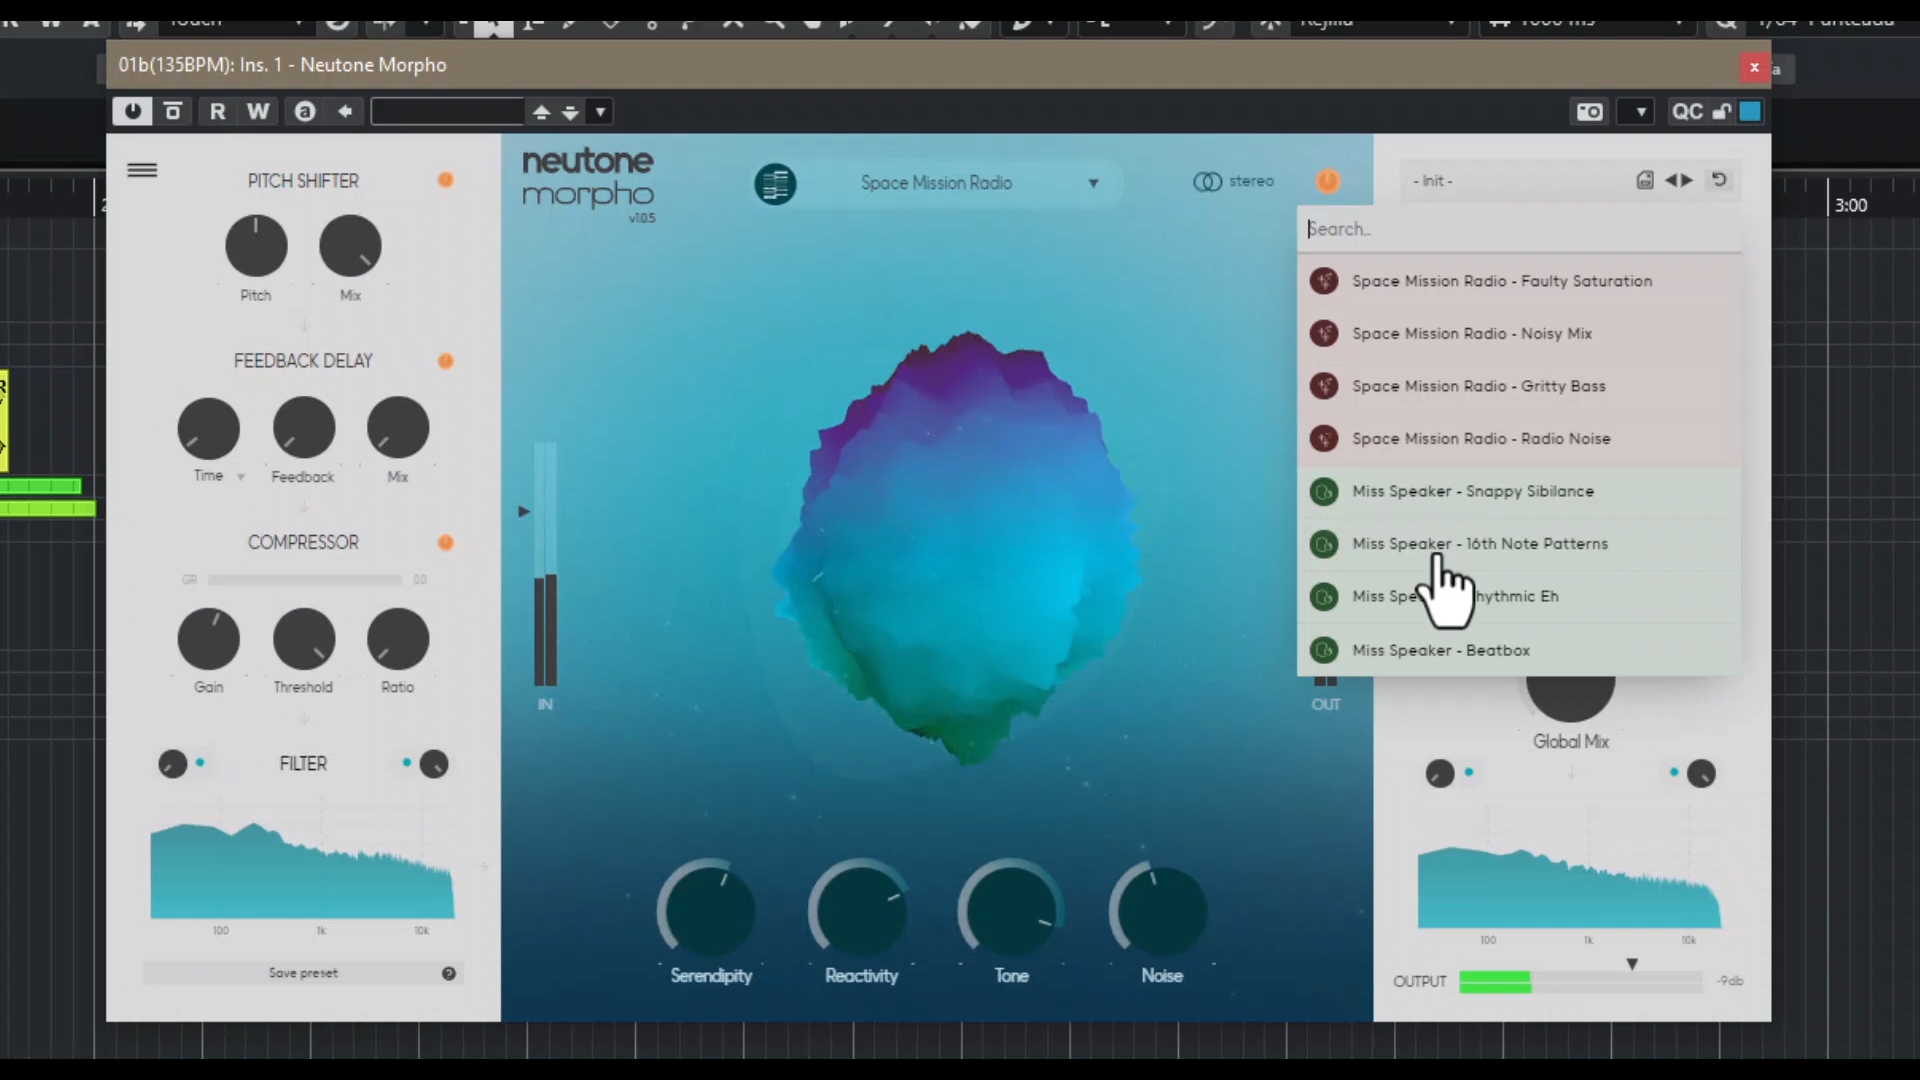 Touch
Rejilla
1000 ms
01b(135BPM): Ins. 1 - Neutone Morpho
x
R W a
QC
3:00
neutone
morpho
v1.0.5
Space Mission Radio
stereo
- Init -
Search..
Space Mission Radio - Faulty Saturation
Space Mission Radio - Noisy Mix
Space Mission Radio - Gritty Bass
Space Mission Radio - Radio Noise
Miss Speaker - Snappy Sibilance
Miss Speaker - 16th Note Patterns
Miss Eh
Miss Speaker - Beatbox
PITCH SHIFTER
Pitch Mix
FEEDBACK DELAY
Time Feedback Mix
COMPRESSOR
GR 0.0
Gain Threshold Ratio
FILTER
100 1k 10k
Save preset
?
IN
OUT
Serendipity Reactivity Tone Noise
Global Mix
100 1k 10k
OUTPUT -9db